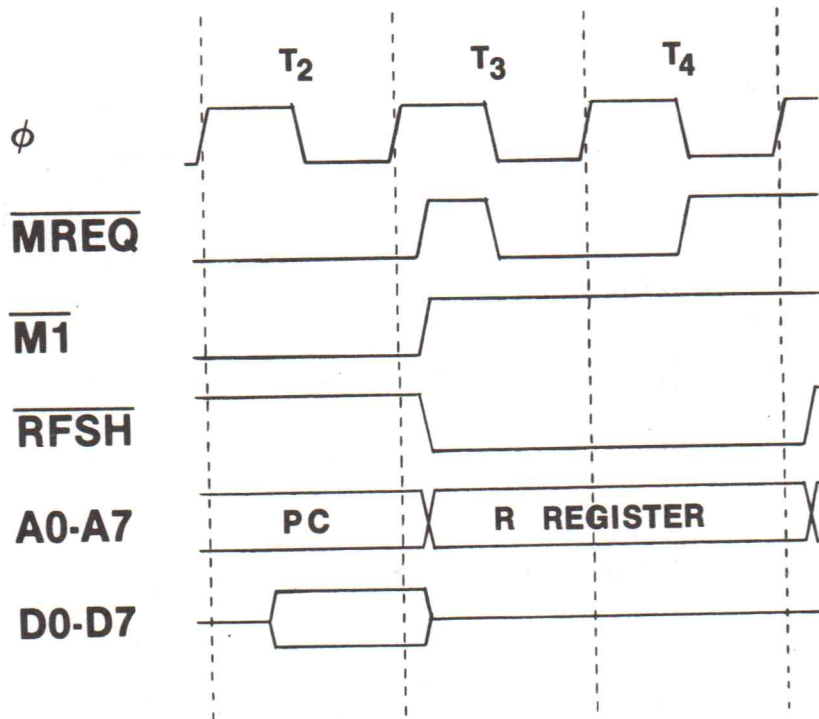 T2 T3 T4
ϕ
MREQ
M1
RFSH
A0-A7 PC R REGISTER
D0-D7